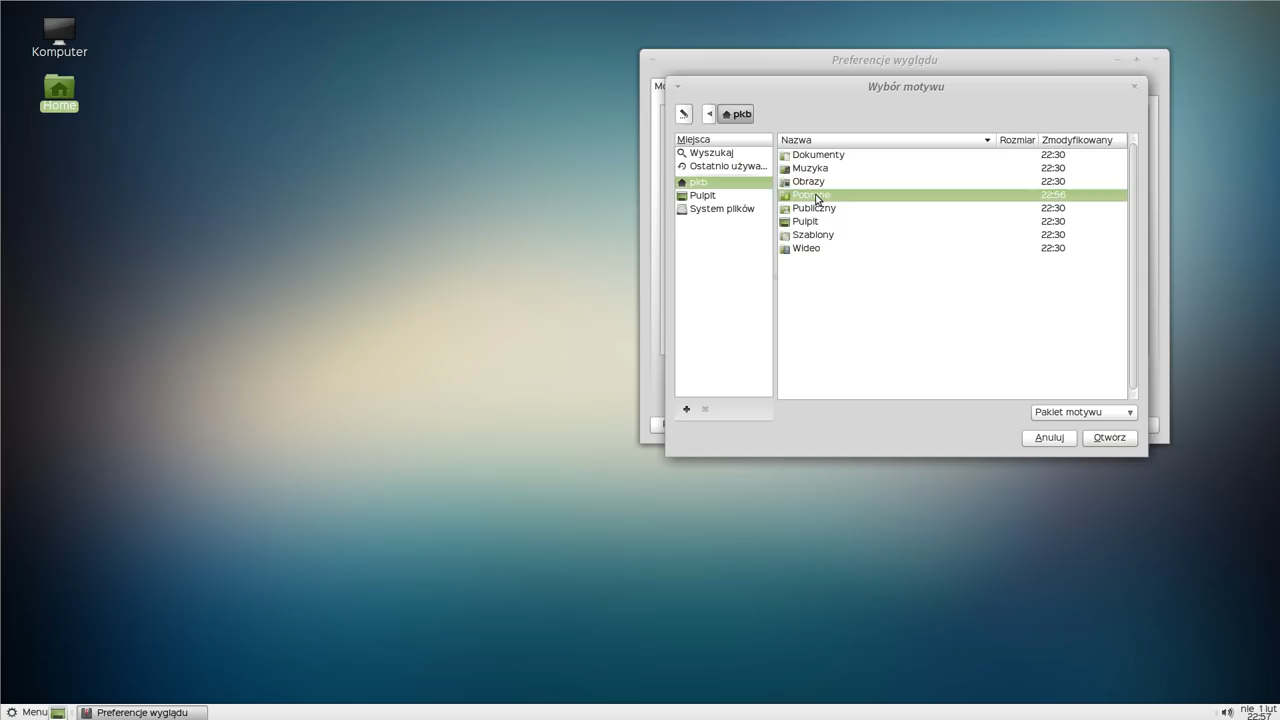 Komputer
Home
Preferencje wyglądu
Wybór motywu
pkb
Miejsca
Wyszukaj
Ostatnio używa...
pkb
Pulpit
System plików
Nazwa Rozmiar Zmodyfikowany
Dokumenty 22:30
Muzyka 22:30
Obrazy 22:30
Pobrane 22:56
Publiczny 22:30
Pulpit 22:30
Szablony 22:30
Wideo 22:30
Pakiet motywu
Anuluj
Otwórz
Menu
Preferencje wyglądu
nie, 1 lut
22:57